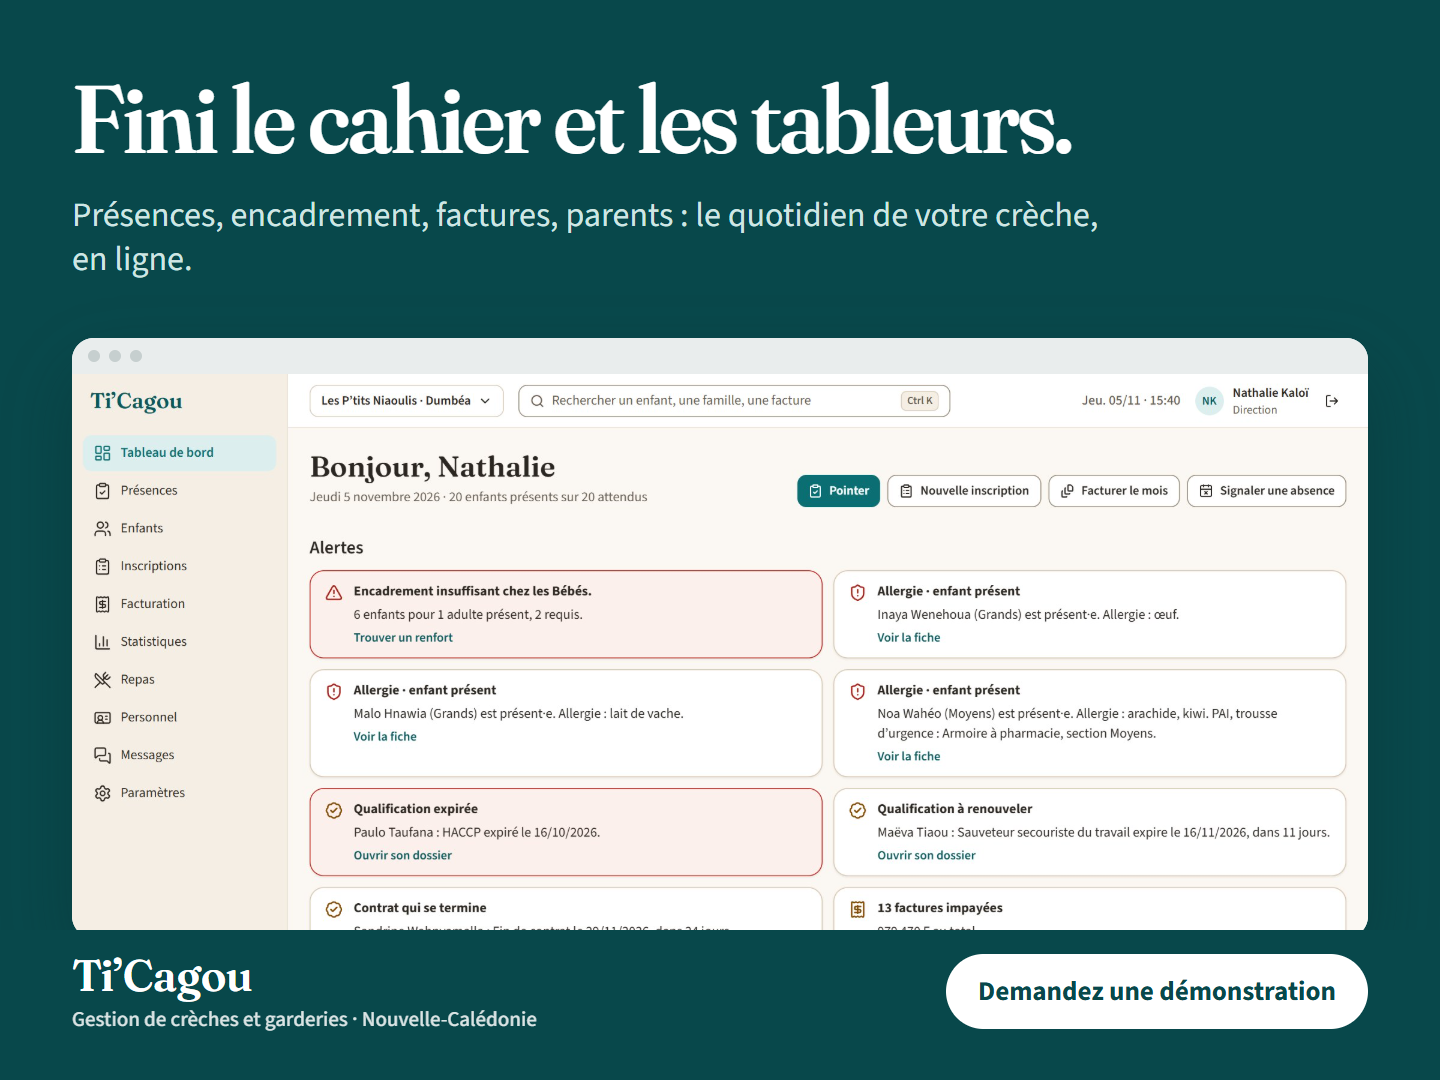 Fini le cahier et les tableurs.
Présences, encadrement, factures, parents : le quotidien de votre crèche,
en ligne.
Ti’Cagou
Les P’tits Niaoulis · Dumbéa
Rechercher un enfant, une famille, une facture
Ctrl K
Jeu. 05/11 · 15:40
NK
Nathalie Kaloï
Direction
Tableau de bord
Présences
Enfants
Inscriptions
Facturation
Statistiques
Repas
Personnel
Messages
Paramètres
Bonjour, Nathalie
Jeudi 5 novembre 2026 · 20 enfants présents sur 20 attendus
Pointer
Nouvelle inscription
Facturer le mois
Signaler une absence
Alertes
Encadrement insuffisant chez les Bébés.
6 enfants pour 1 adulte présent, 2 requis.
Trouver un renfort
Allergie · enfant présent
Inaya Wenehoua (Grands) est présent·e. Allergie : œuf.
Voir la fiche
Allergie · enfant présent
Malo Hnawia (Grands) est présent·e. Allergie : lait de vache.
Voir la fiche
Allergie · enfant présent
Noa Wahéo (Moyens) est présent·e. Allergie : arachide, kiwi. PAI, trousse
d’urgence : Armoire à pharmacie, section Moyens.
Voir la fiche
Qualification expirée
Paulo Taufana : HACCP expiré le 16/10/2026.
Ouvrir son dossier
Qualification à renouveler
Maëva Tiaou : Sauveteur secouriste du travail expire le 16/11/2026, dans 11 jours.
Ouvrir son dossier
Contrat qui se termine
13 factures impayées
Ti’Cagou
Gestion de crèches et garderies · Nouvelle-Calédonie
Demandez une démonstration